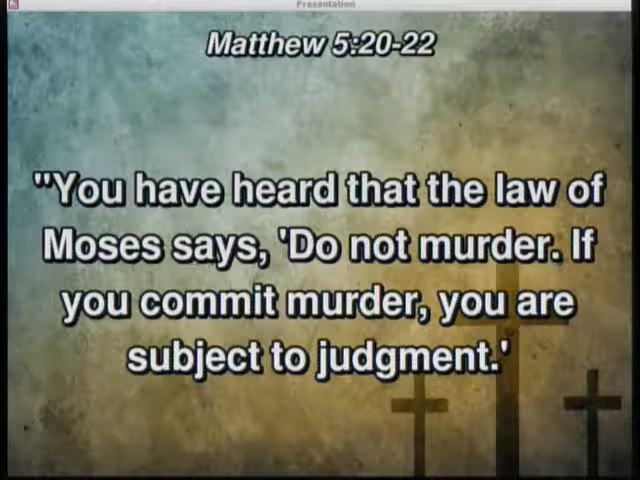 Presentation
Matthew 5:20-22
"You have heard that the law of
Moses says, 'Do not murder. If
you commit murder, you are
subject to judgment.'